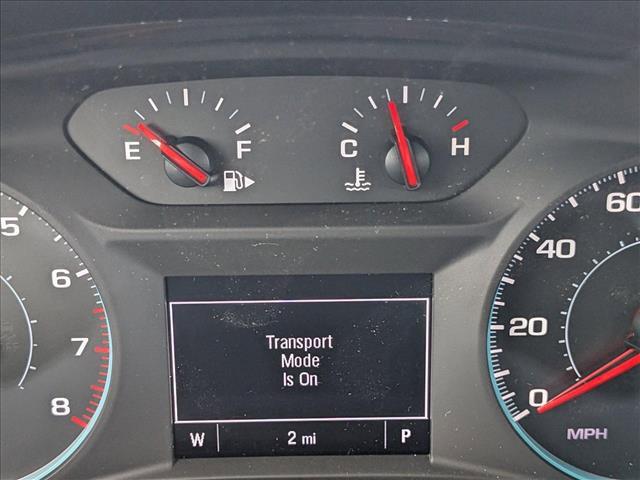 E F
C H
5
6
7
8
Transport
Mode
Is On
W 2 mi P
60
40
20
0
MPH